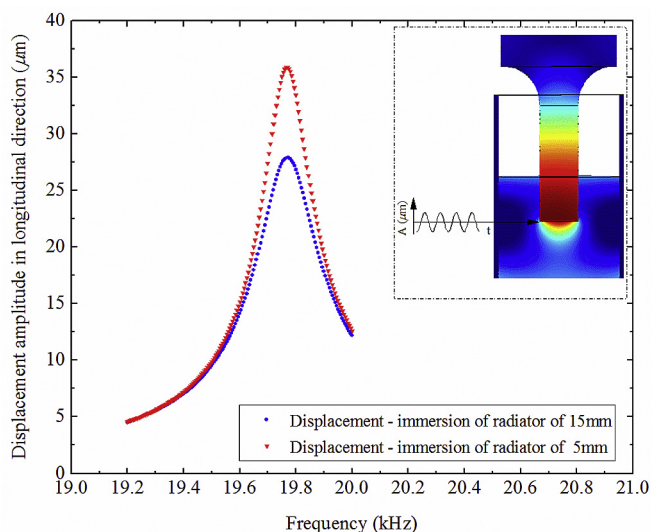 Displacement amplitude in longitudinal direction (μm)
40
35
30
25
20
15
10
5
0
A (μm)
t
Displacement - immersion of radiator of 15mm
Displacement - immersion of radiator of 5mm
19.0 19.2 19.4 19.6 19.8 20.0 20.2 20.4 20.6 20.8 21.0
Frequency (kHz)